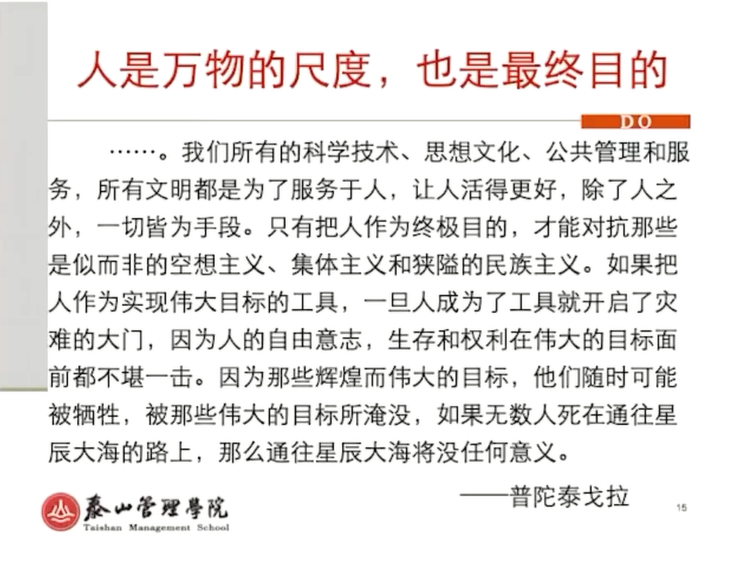 人是万物的尺度，也是最终目的
DO
……。我们所有的科学技术、思想文化、公共管理和服
务，所有文明都是为了服务于人，让人活得更好，除了人之
外，一切皆为手段。只有把人作为终极目的，才能对抗那些
是似而非的空想主义、集体主义和狭隘的民族主义。如果把
人作为实现伟大目标的工具，一旦人成为了工具就开启了灾
难的大门，因为人的自由意志，生存和权利在伟大的目标面
前都不堪一击。因为那些辉煌而伟大的目标，他们随时可能
被牺牲，被那些伟大的目标所淹没，如果无数人死在通往星
辰大海的路上，那么通往星辰大海将没任何意义。
——普陀泰戈拉
泰山管理學院
Taishan Management School
15